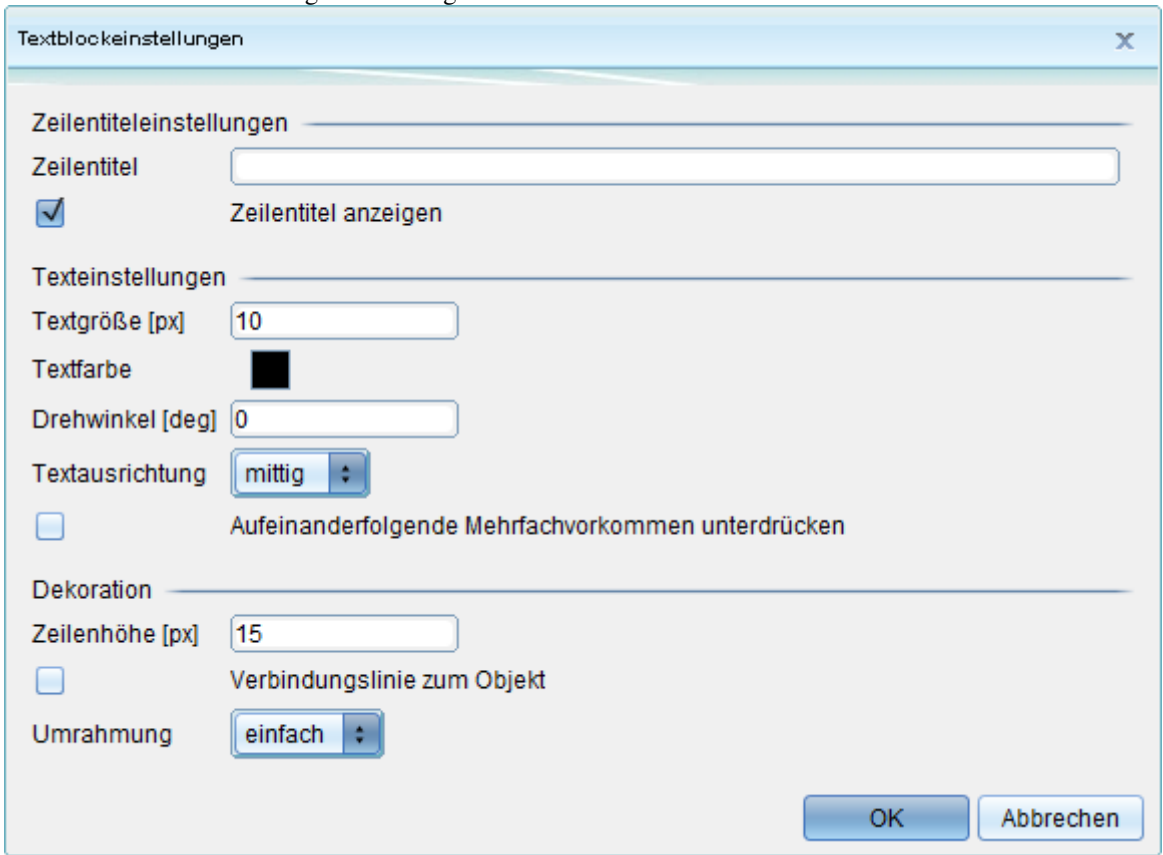 Textblockeinstellungen
Zeilentiteleinstellungen
Zeilentitel
Zeilentitel anzeigen
Texteinstellungen
Textgröße [px] 10
Textfarbe
Drehwinkel [deg] 0
Textausrichtung mittig
Aufeinanderfolgende Mehrfachvorkommen unterdrücken
Dekoration
Zeilenhöhe [px] 15
Verbindungslinie zum Objekt
Umrahmung einfach
OK Abbrechen